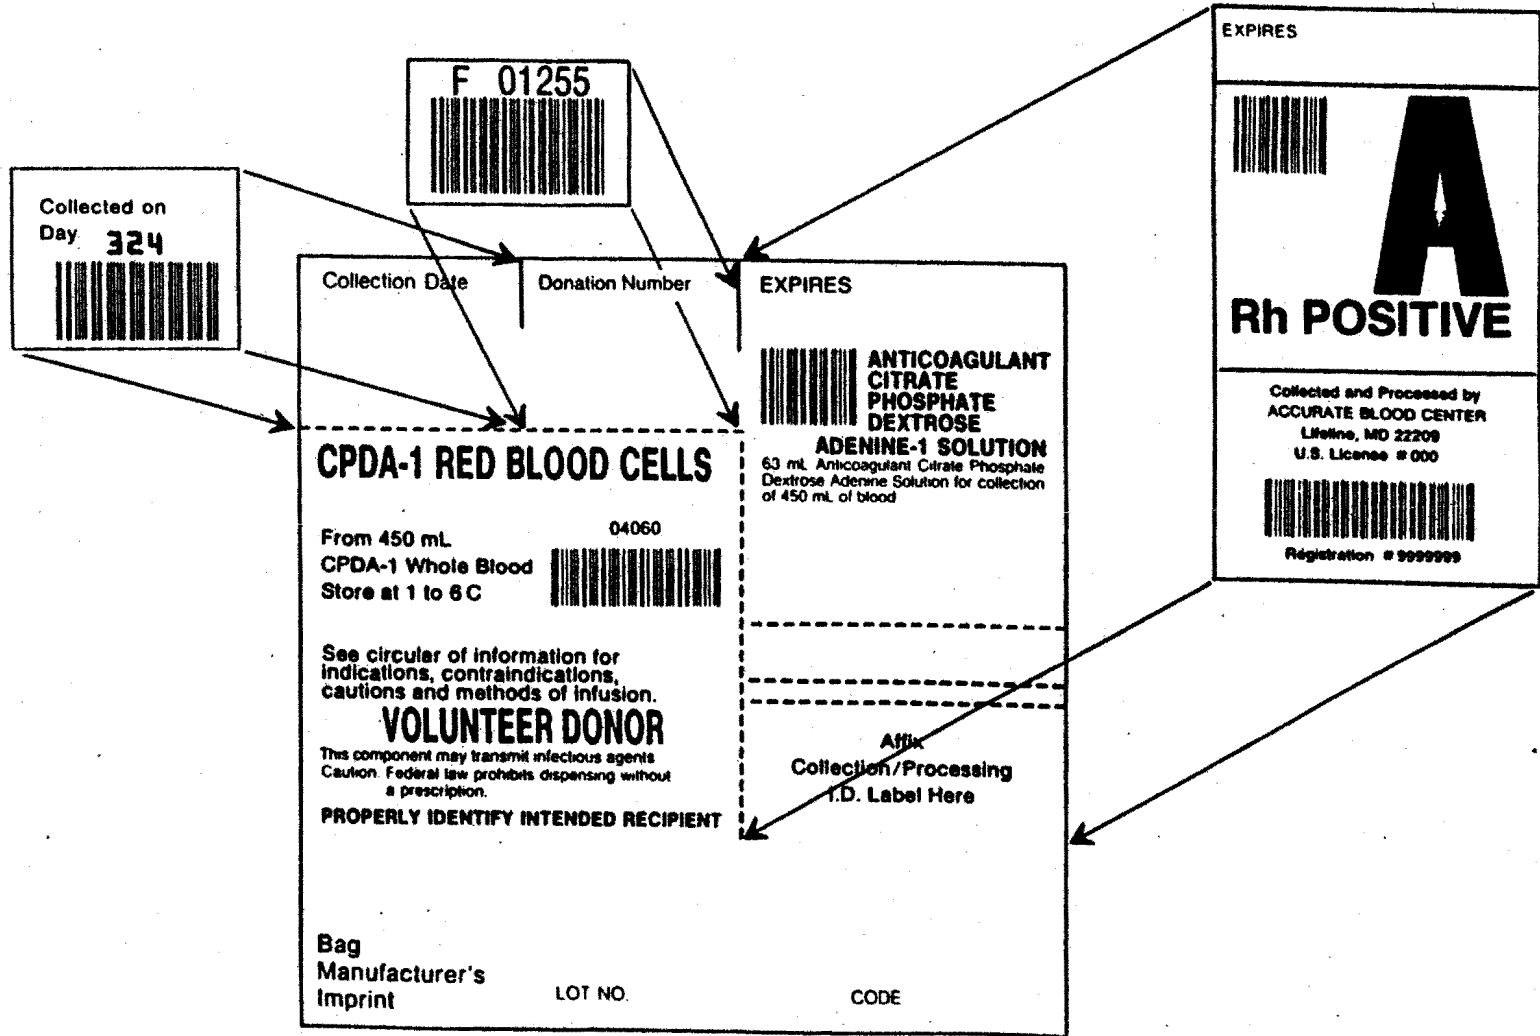 F 01255
Collected on
Day 324
Collection Date
Donation Number
EXPIRES
ANTICOAGULANT
CITRATE
PHOSPHATE
DEXTROSE
ADENINE-1 SOLUTION
63 mL Anticoagulant Citrate Phosphate
Dextrose Adenine Solution for collection
of 450 mL of blood
CPDA-1 RED BLOOD CELLS
From 450 mL
CPDA-1 Whole Blood
Store at 1 to 6 C
04060
See circular of information for
indications, contraindications,
cautions and methods of infusion.
VOLUNTEER DONOR
This component may transmit infectious agents
Caution: Federal law prohibits dispensing without
a prescription.
PROPERLY IDENTIFY INTENDED RECIPIENT
Affix
Collection/Processing
I.D. Label Here
Bag
Manufacturer's
Imprint
LOT NO.
CODE
EXPIRES
A
Rh POSITIVE
Collected and Processed by
ACCURATE BLOOD CENTER
Lifeline, MD 22209
U.S. License # 000
Registration # 9999999